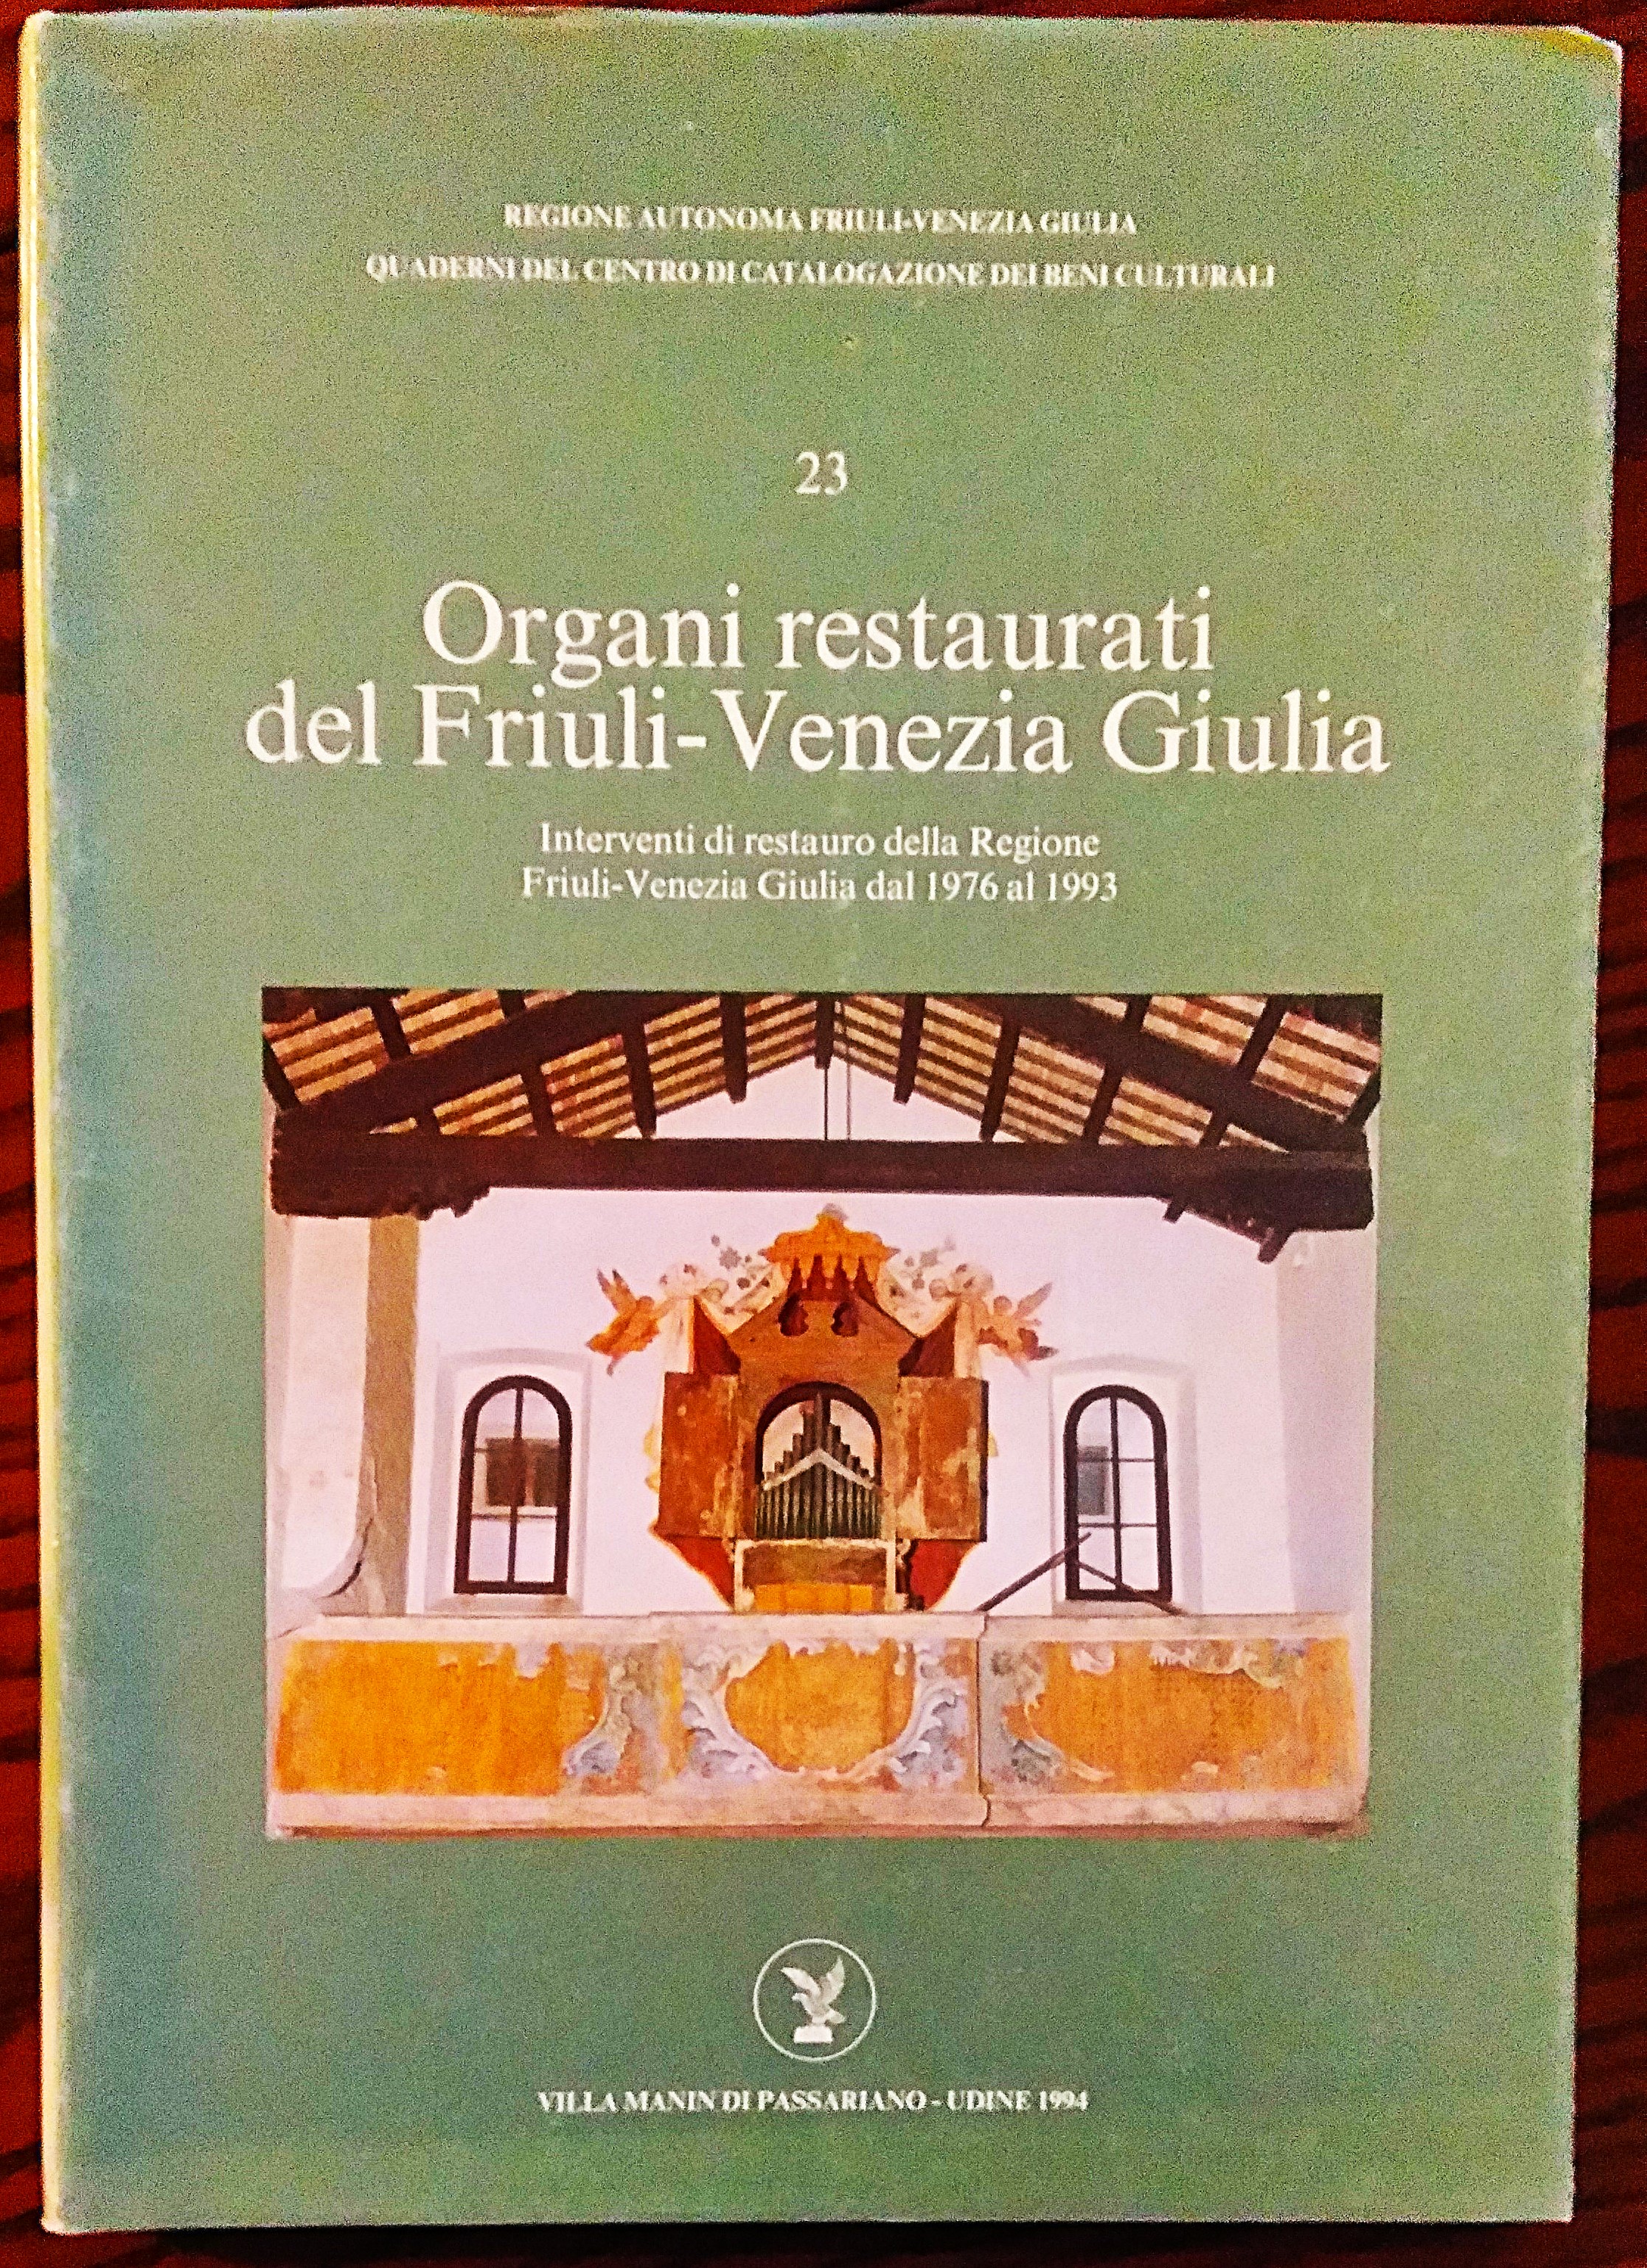 REGIONE AUTONOMA FRIULI-VENEZIA GIULIA
QUADERNI DEL CENTRO DI CATALOGAZIONE DEI BENI CULTURALI
23
Organi restaurati
del Friuli-Venezia Giulia
Interventi di restauro della Regione
Friuli-Venezia Giulia dal 1976 al 1993
VILLA MANIN DI PASSARIANO - UDINE 1994